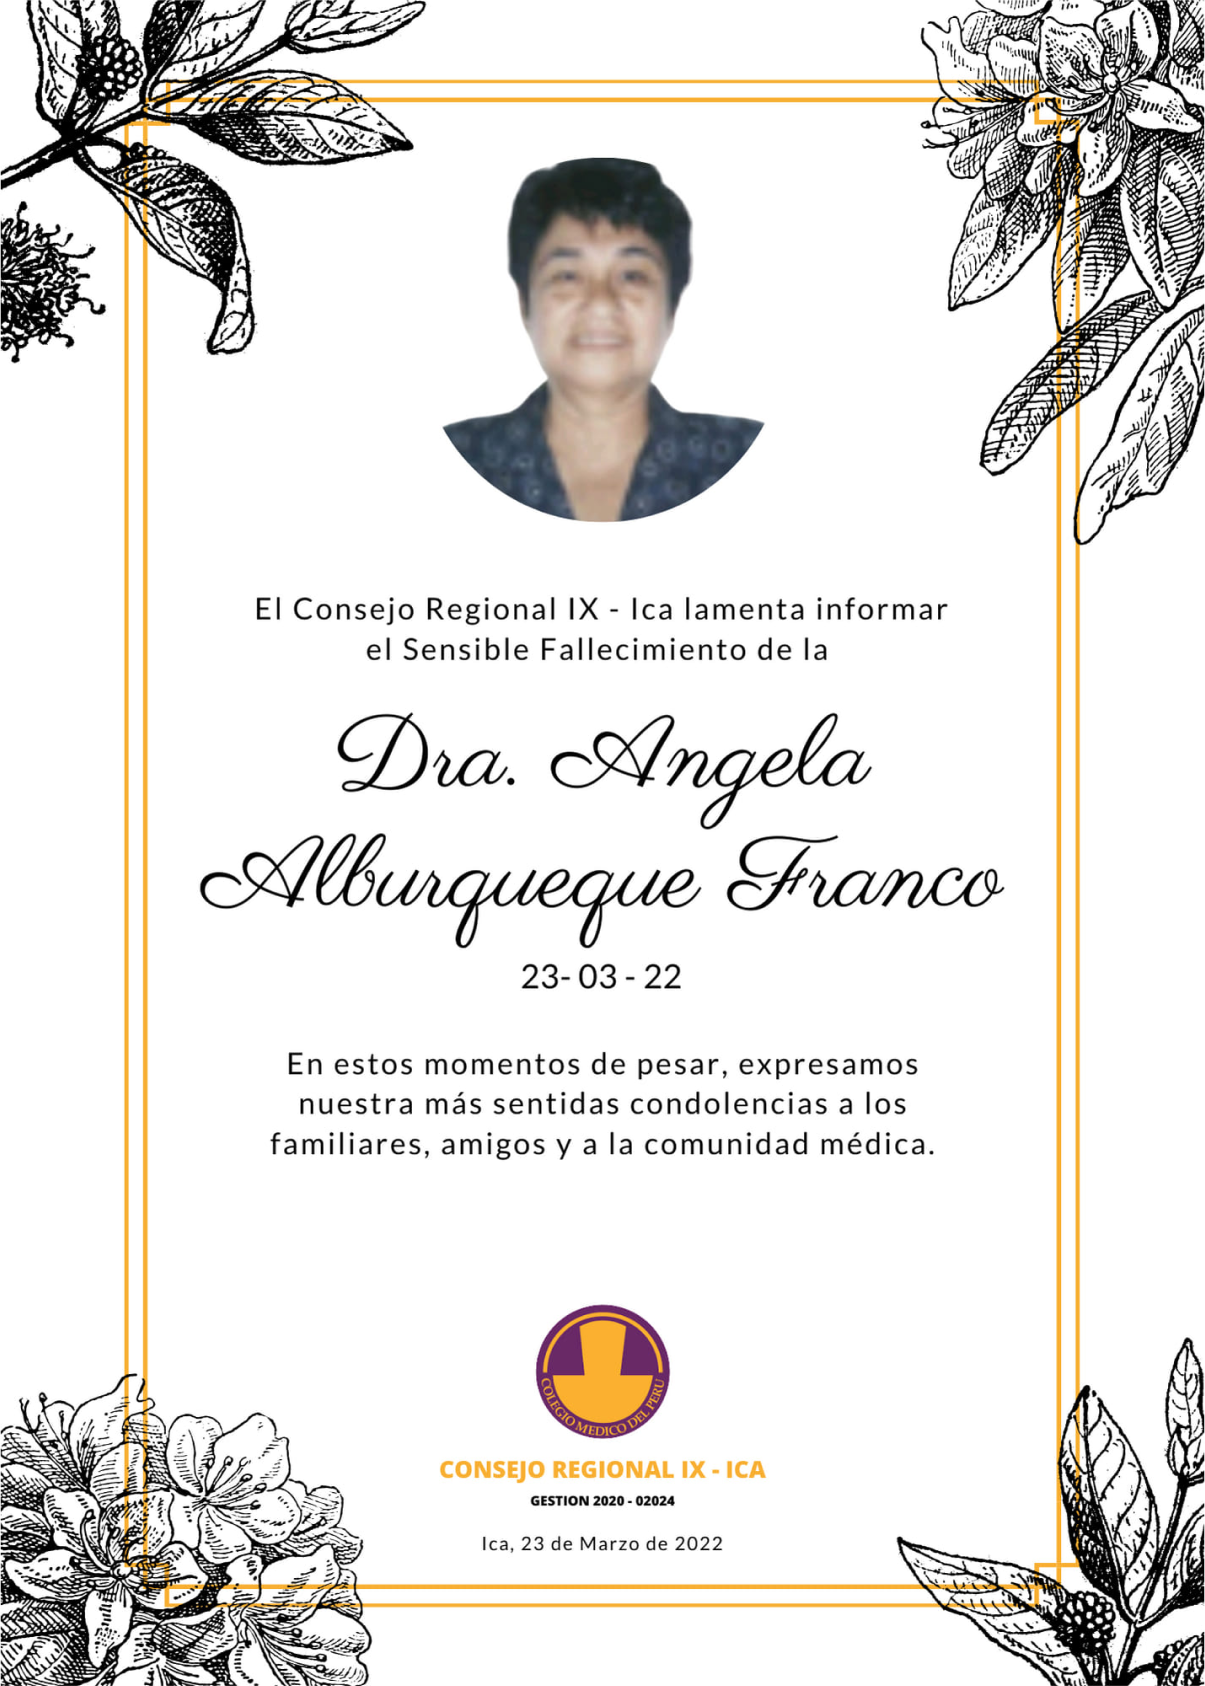 El Consejo Regional IX - Ica lamenta informar
el Sensible Fallecimiento de la
Dra. Angela
Alburqueque Franco
23- 03 - 22
En estos momentos de pesar, expresamos
nuestra más sentidas condolencias a los
familiares, amigos y a la comunidad médica.
COLEGIO MEDICO DEL PERU
CONSEJO REGIONAL IX - ICA
GESTION 2020 - 02024
Ica, 23 de Marzo de 2022